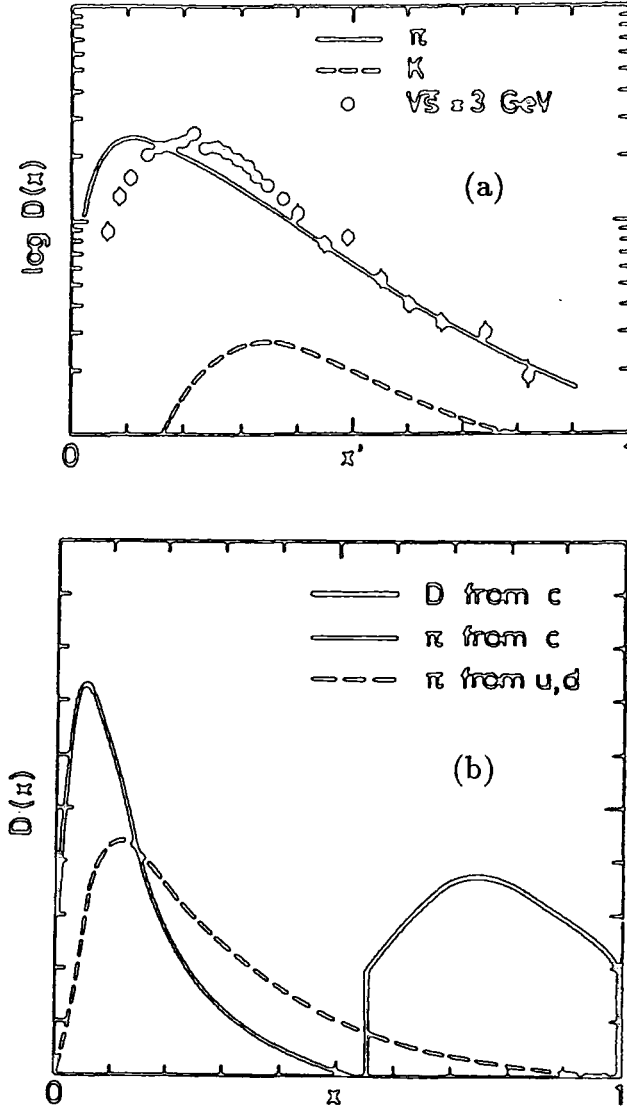 π
K
√s = 3 GeV
(a)
log D(x)
0
x'
D from c
π from c
π from u,d
(b)
D(x)
0
x
1